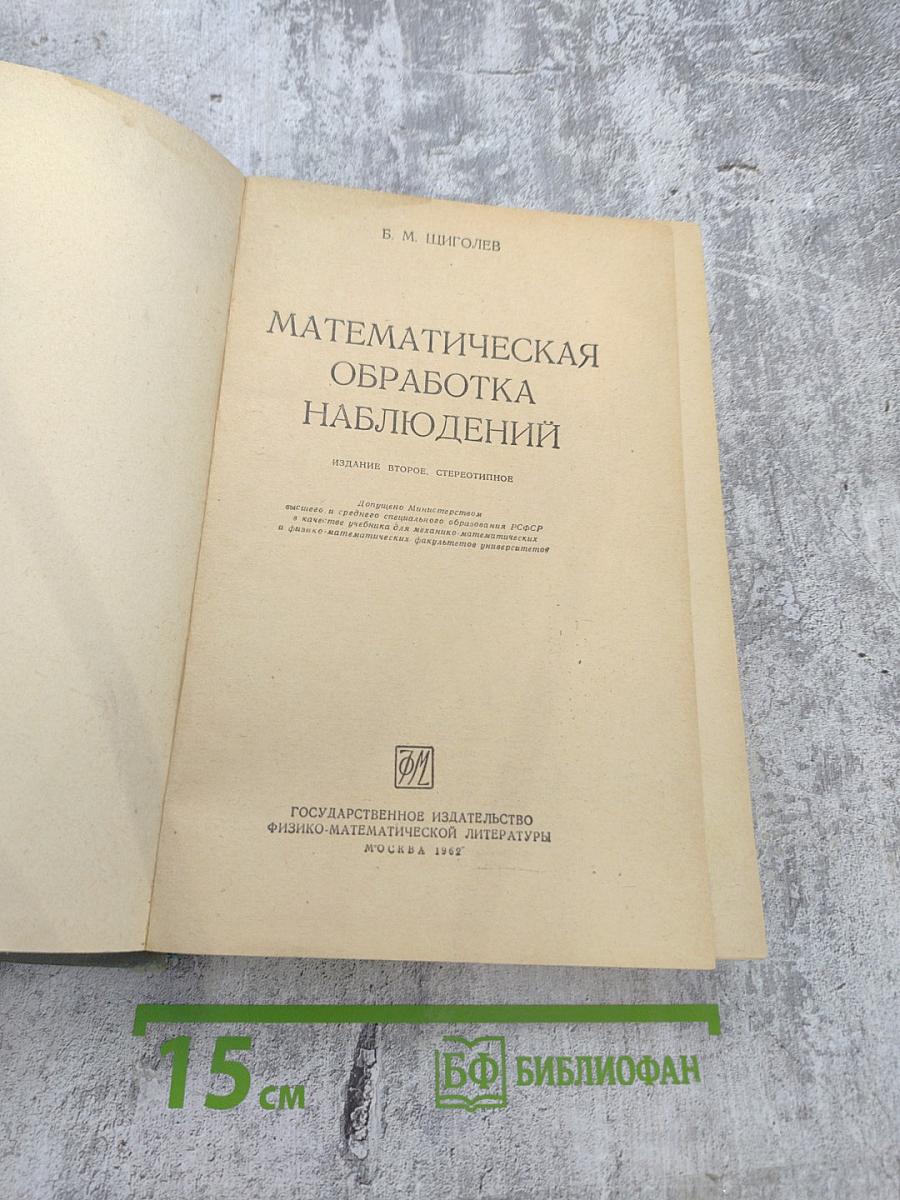 Б. М. ЩИГОЛЕВ
МАТЕМАТИЧЕСКАЯ
ОБРАБОТКА
НАБЛЮДЕНИЙ
ИЗДАНИЕ ВТОРОЕ, СТЕРЕОТИПНОЕ
Допущено Министерством
высшего и среднего специального образования РСФСР
в качестве учебника для механико-математических
и физико-математических факультетов университетов
ФМ
ГОСУДАРСТВЕННОЕ ИЗДАТЕЛЬСТВО
ФИЗИКО-МАТЕМАТИЧЕСКОЙ ЛИТЕРАТУРЫ
МОСКВА 1962
15 см
БФ БИБЛИОФАН